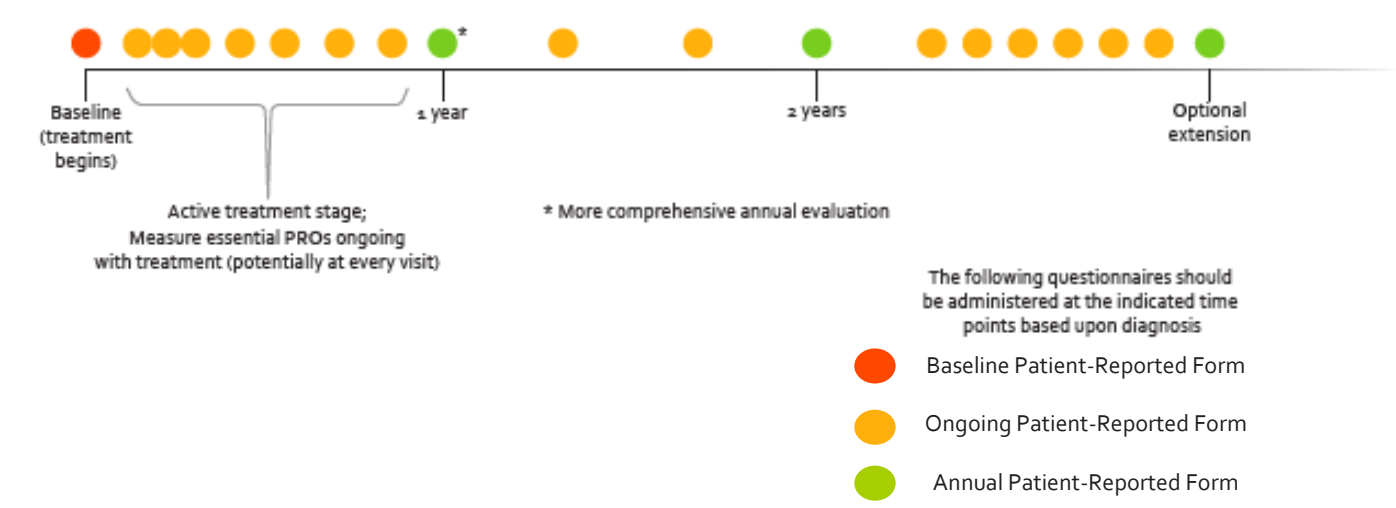 *
Baseline
(treatment
begins)
1 year
2 years
Optional
extension
Active treatment stage;
Measure essential PROs ongoing
with treatment (potentially at every visit)
* More comprehensive annual evaluation
The following questionnaires should
be administered at the indicated time
points based upon diagnosis
Baseline Patient-Reported Form
Ongoing Patient-Reported Form
Annual Patient-Reported Form